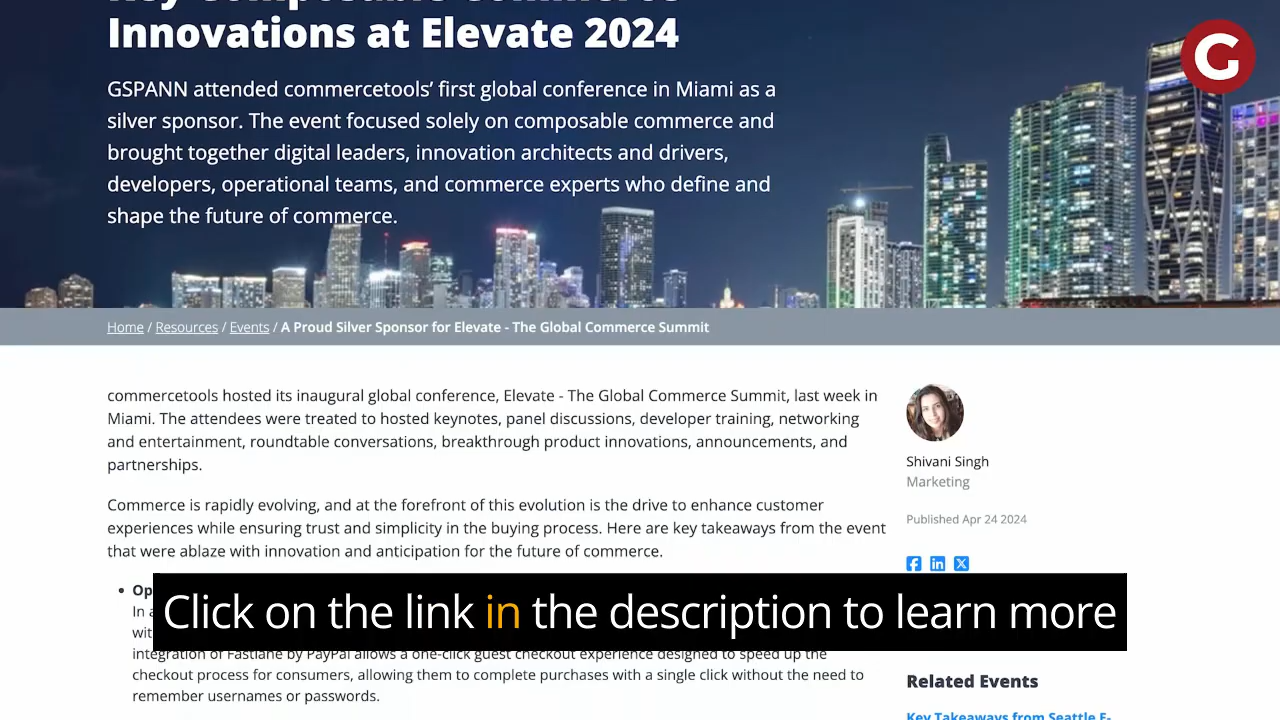 Innovations at Elevate 2024
G
GSPANN attended commercetools’ first global conference in Miami as a
silver sponsor. The event focused solely on composable commerce and
brought together digital leaders, innovation architects and drivers,
developers, operational teams, and commerce experts who define and
shape the future of commerce.
Home / Resources / Events / A Proud Silver Sponsor for Elevate - The Global Commerce Summit
commercetools hosted its inaugural global conference, Elevate - The Global Commerce Summit, last week in
Miami. The attendees were treated to hosted keynotes, panel discussions, developer training, networking
and entertainment, roundtable conversations, breakthrough product innovations, announcements, and
partnerships.
Commerce is rapidly evolving, and at the forefront of this evolution is the drive to enhance customer
experiences while ensuring trust and simplicity in the buying process. Here are key takeaways from the event
that were ablaze with innovation and anticipation for the future of commerce.
Shivani Singh
Marketing
Published Apr 24 2024
Click on the link in the description to learn more
integration of Fastlane by PayPal allows a one-click guest checkout experience designed to speed up the
checkout process for consumers, allowing them to complete purchases with a single click without the need to
remember usernames or passwords.
Related Events
Key Takeaways from Seattle E-